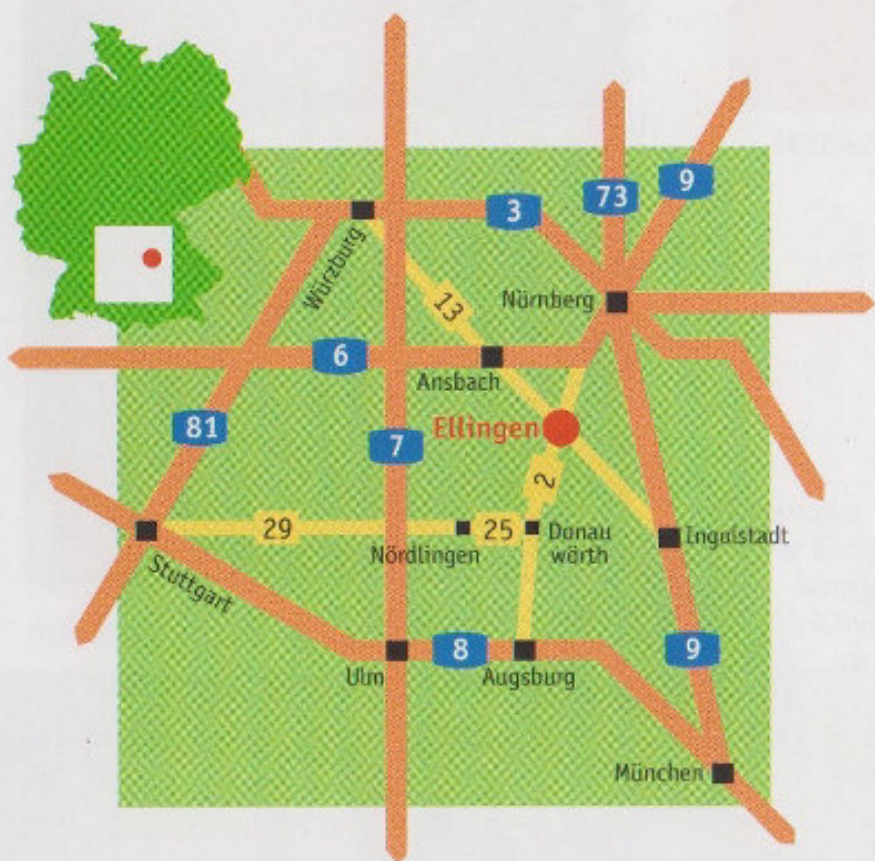 9
73
3
Würzburg
13
Nürnberg
6
Ansbach
81
Ellingen
7
2
29
25
Donau
wörth
Nördlingen
Ingolstadt
Stuttgart
8
9
Ulm
Augsburg
München